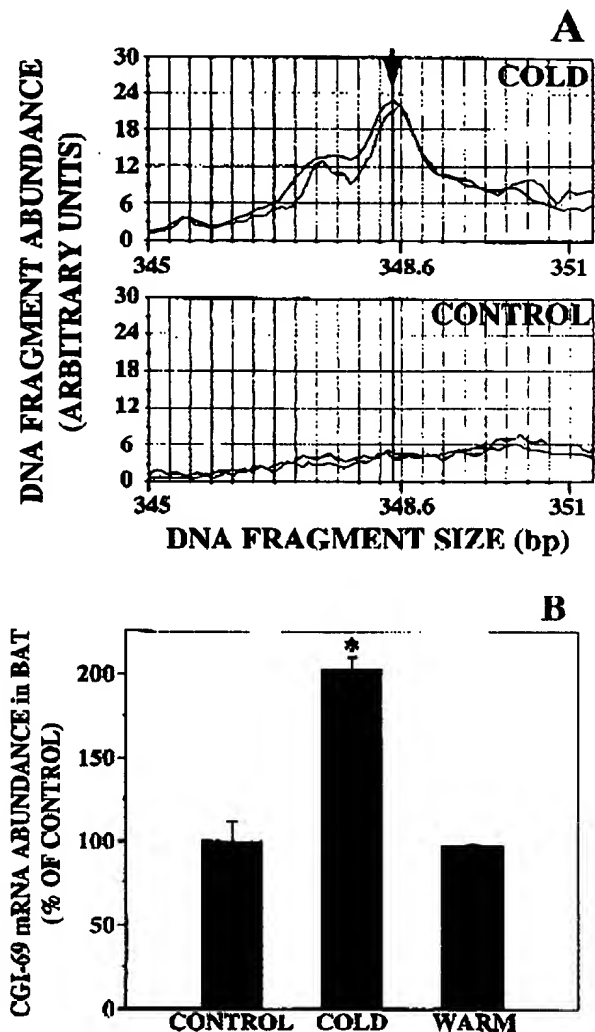 A
DNA FRAGMENT ABUNDANCE
(ARBITRARY UNITS)
COLD
30
24
18
12
6
0
345
348.6
351
CONTROL
30
24
18
12
6
0
345
348.6
351
DNA FRAGMENT SIZE (bp)
B
CGI-69 mRNA ABUNDANCE in BAT
(% OF CONTROL)
200
150
100
50
0
*
CONTROL
COLD
WARM